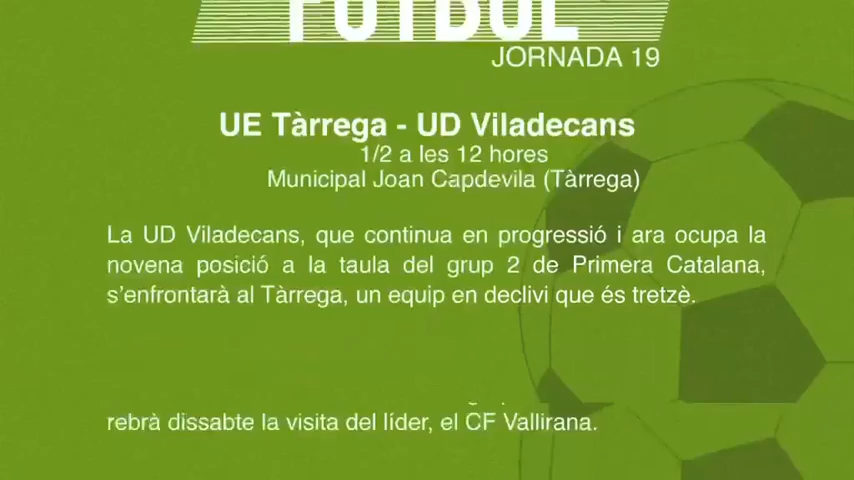 FUTBOL
JORNADA 19
UE Tàrrega - UD Viladecans
1/2 a les 12 hores
Municipal Joan Capdevila (Tàrrega)
La UD Viladecans, que continua en progressió i ara ocupa la
novena posició a la taula del grup 2 de Primera Catalana,
s'enfrontarà al Tàrrega, un equip en declivi que és tretzè.
rebrà dissabte la visita del líder, el CF Vallirana.